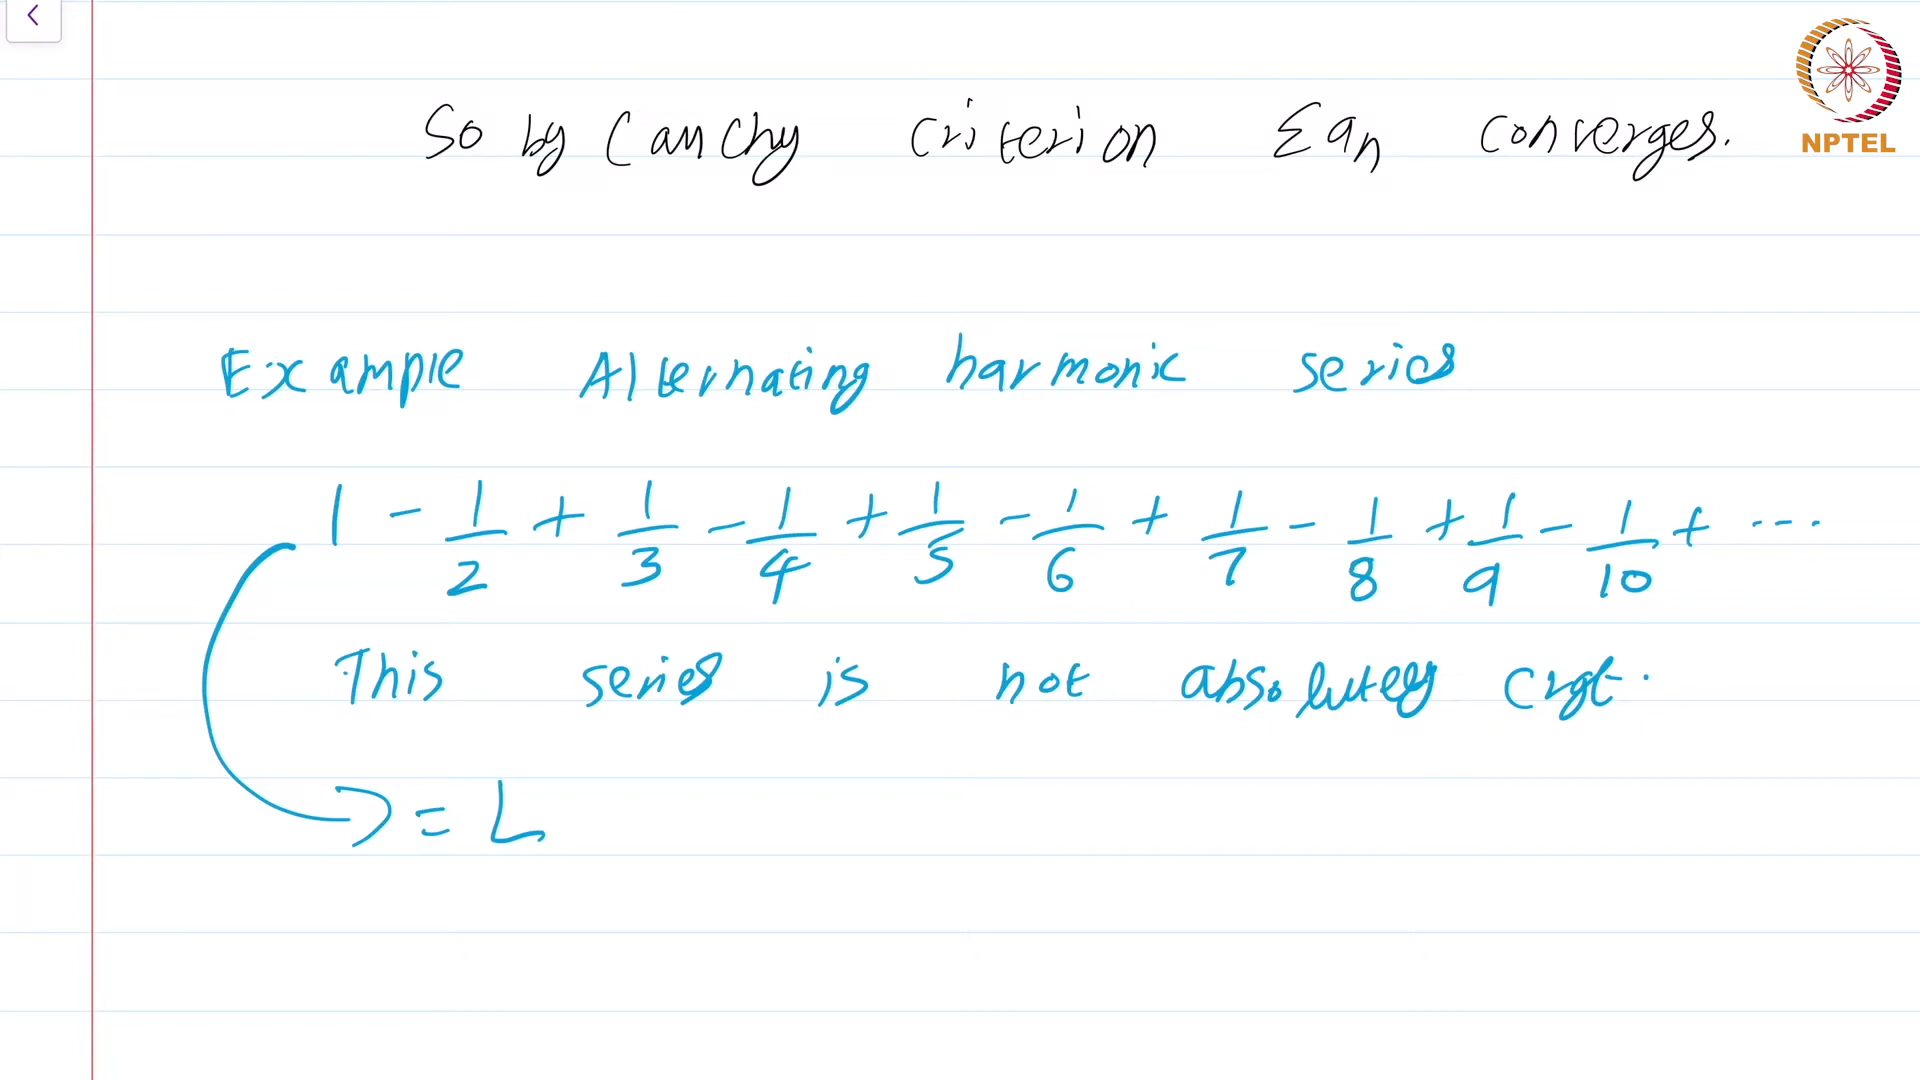 NPTEL
So by Cauchy criterion Σan converges.
Example Alternating harmonic series
1 - 1/2 + 1/3 - 1/4 + 1/5 - 1/6 + 1/7 - 1/8 + 1/9 - 1/10 + ...
This series is not absolutely crgt.
= L